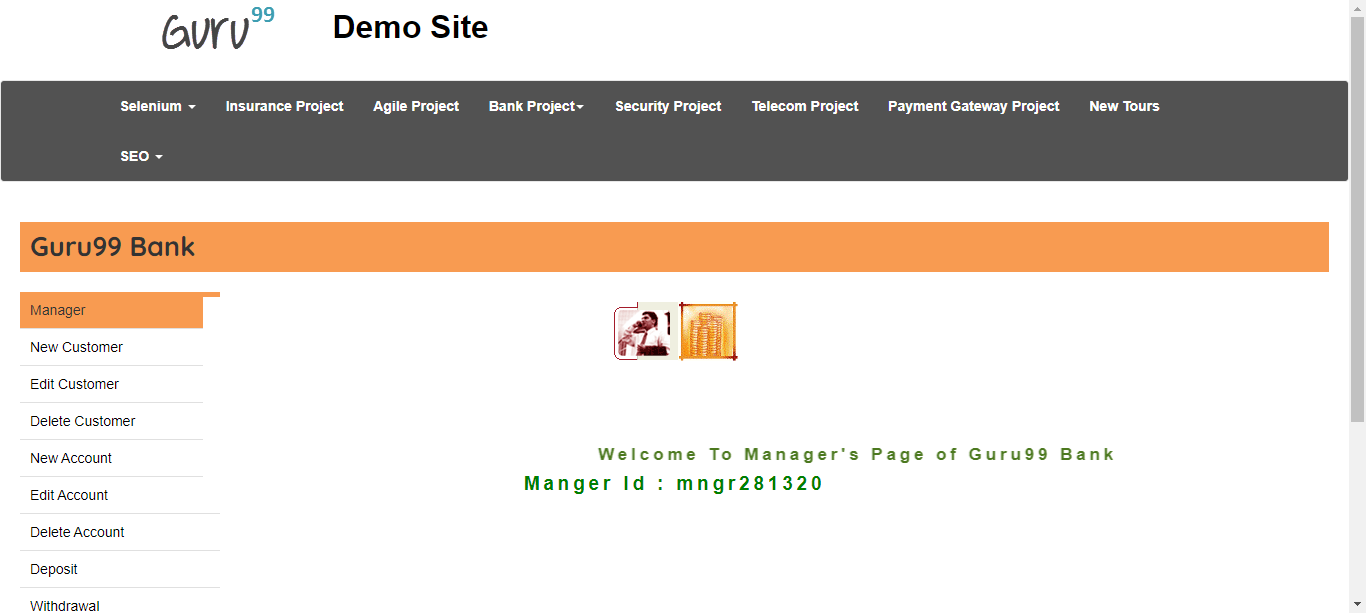 Guru99 Demo Site
Selenium Insurance Project Agile Project Bank Project Security Project Telecom Project Payment Gateway Project New Tours
SEO
Guru99 Bank
Manager
New Customer
Edit Customer
Delete Customer
New Account
Edit Account
Delete Account
Deposit
Withdrawal
Welcome To Manager's Page of Guru99 Bank
Manger Id : mngr281320